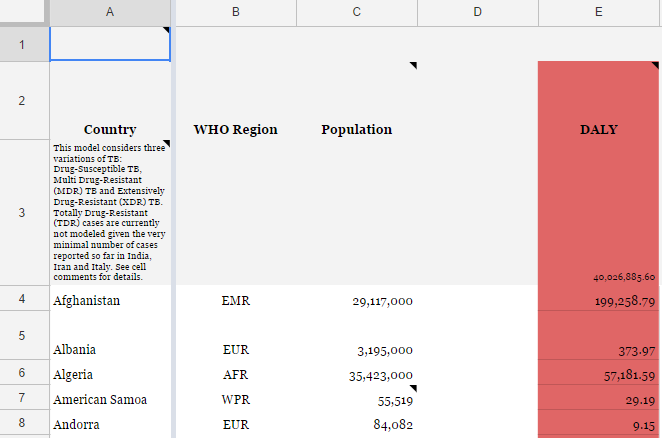 A B C D E
1
2 Country WHO Region Population DALY
This model considers three
variations of TB:
Drug-Susceptible TB,
Multi Drug-Resistant
(MDR) TB and Extensively
Drug-Resistant (XDR) TB.
3 Totally Drug-Resistant
(TDR) cases are currently
not modeled given the very
minimal number of cases
reported so far in India,
Iran and Italy. See cell
comments for details. 40,026,885.60
4 Afghanistan EMR 29,117,000 199,258.79
5 Albania EUR 3,195,000 373.97
6 Algeria AFR 35,423,000 57,181.59
7 American Samoa WPR 55,519 29.19
8 Andorra EUR 84,082 9.15